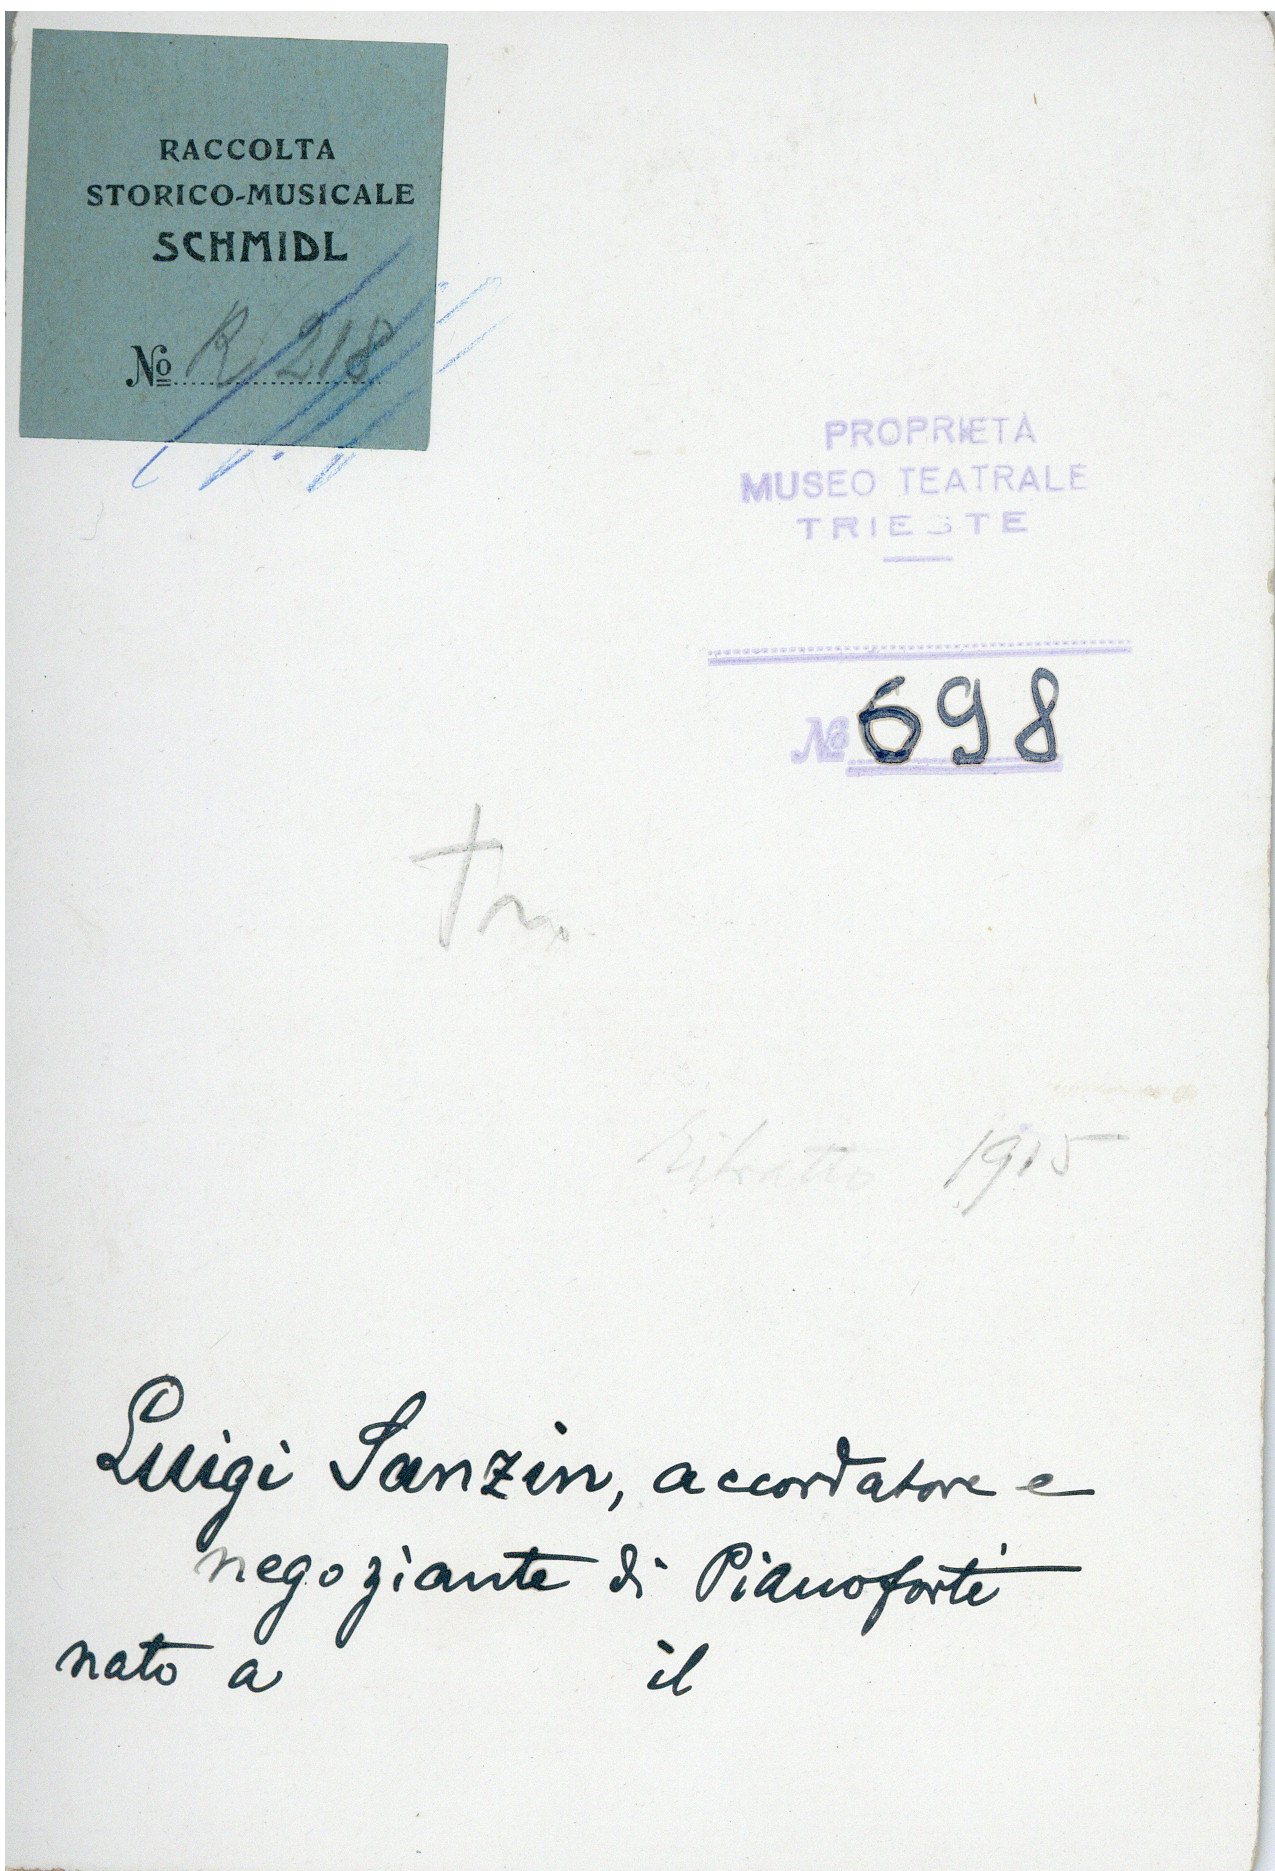 RACCOLTA
STORICO-MUSICALE
SCHMIDL
No R/218
PROPRIETÀ
MUSEO TEATRALE
TRIESTE
No 698
Ritratto 1915
Luigi Sanzin, accordatore e
negoziante di Pianoforti
nato a il